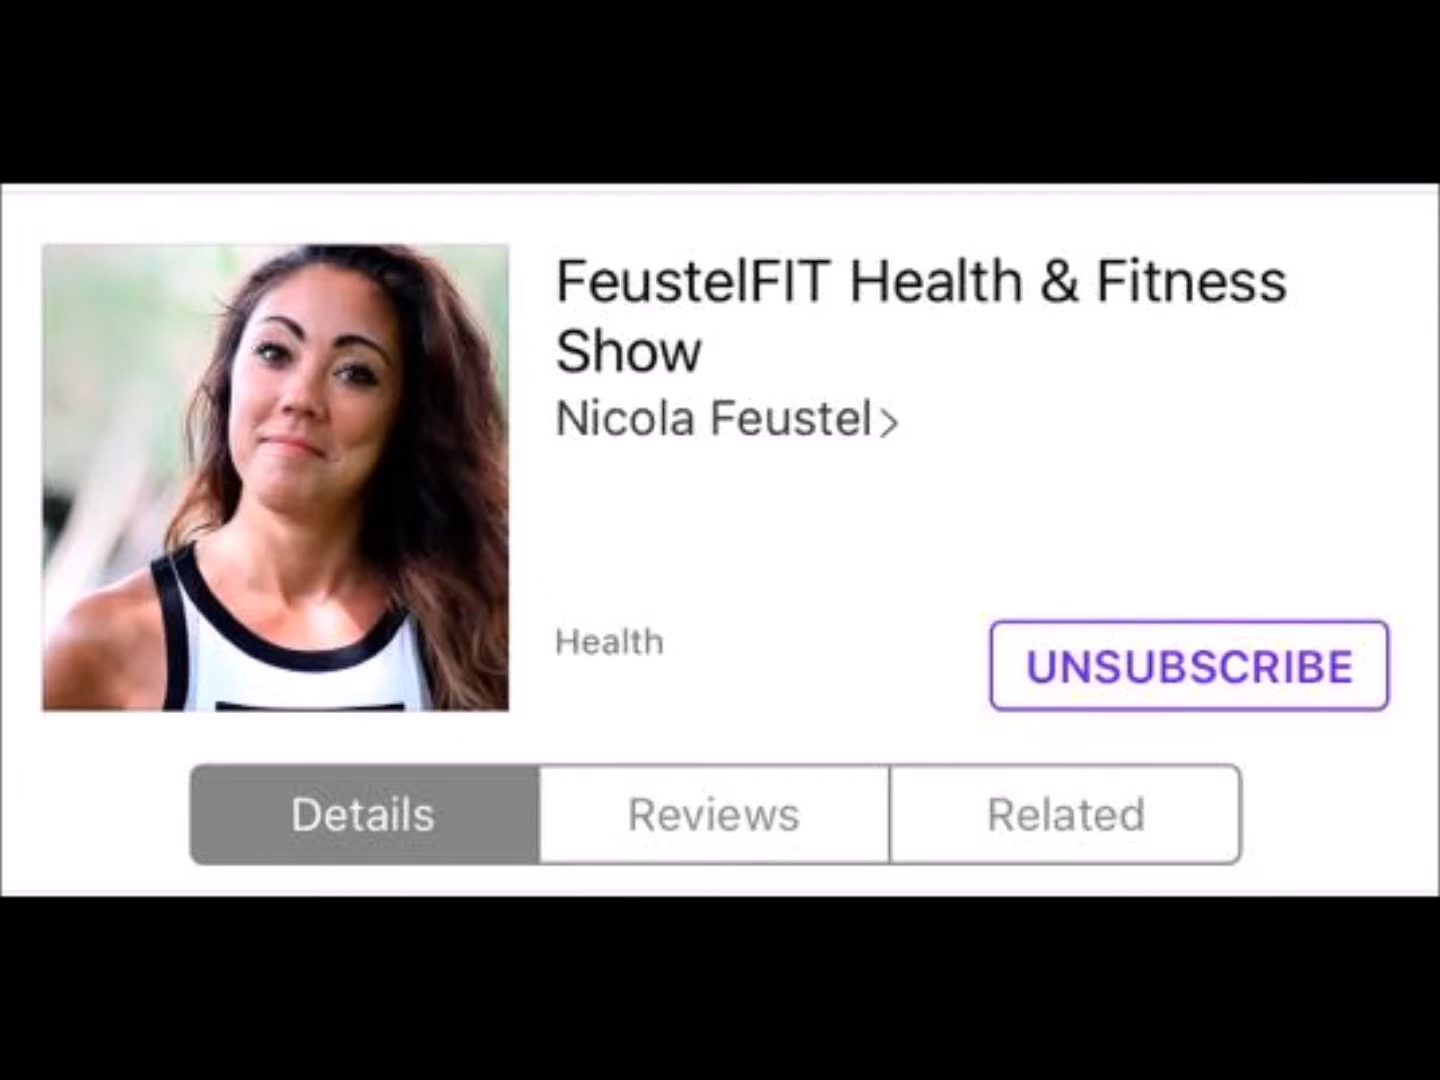 FeustelFIT Health & Fitness
Show
Nicola Feustel >
Health
UNSUBSCRIBE
Details
Reviews
Related